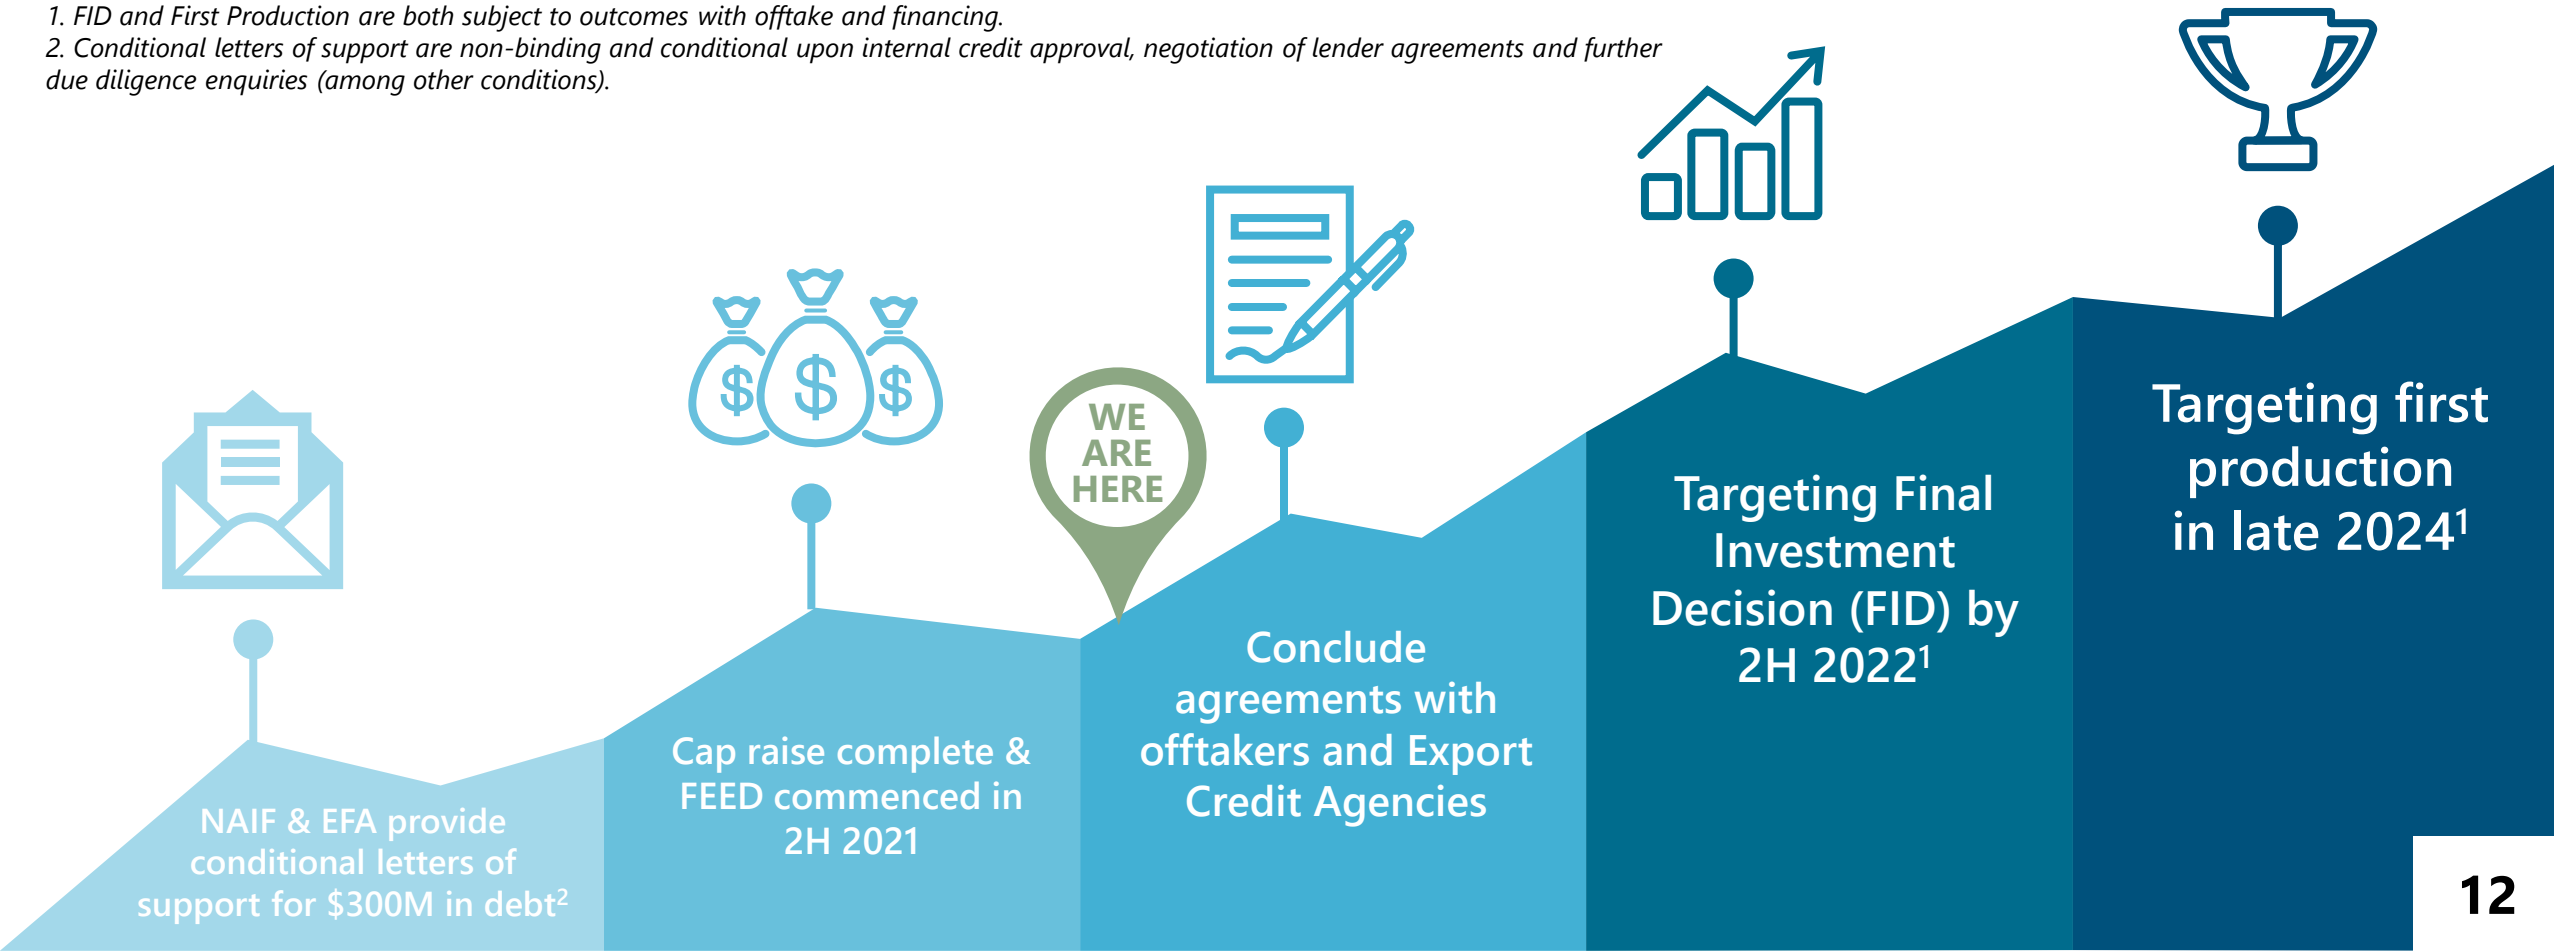 1. FID and First Production are both subject to outcomes with offtake and financing.
2. Conditional letters of support are non-binding and conditional upon internal credit approval, negotiation of lender agreements and further
due diligence enquiries (among other conditions).
NAIF & EFA provide
conditional letters of
support for $300M in debt²
$ $ $
Cap raise complete &
FEED commenced in
2H 2021
WE
ARE
HERE
Conclude
agreements with
offtakers and Export
Credit Agencies
Targeting Final
Investment
Decision (FID) by
2H 2022¹
Targeting first
production
in late 2024¹
12